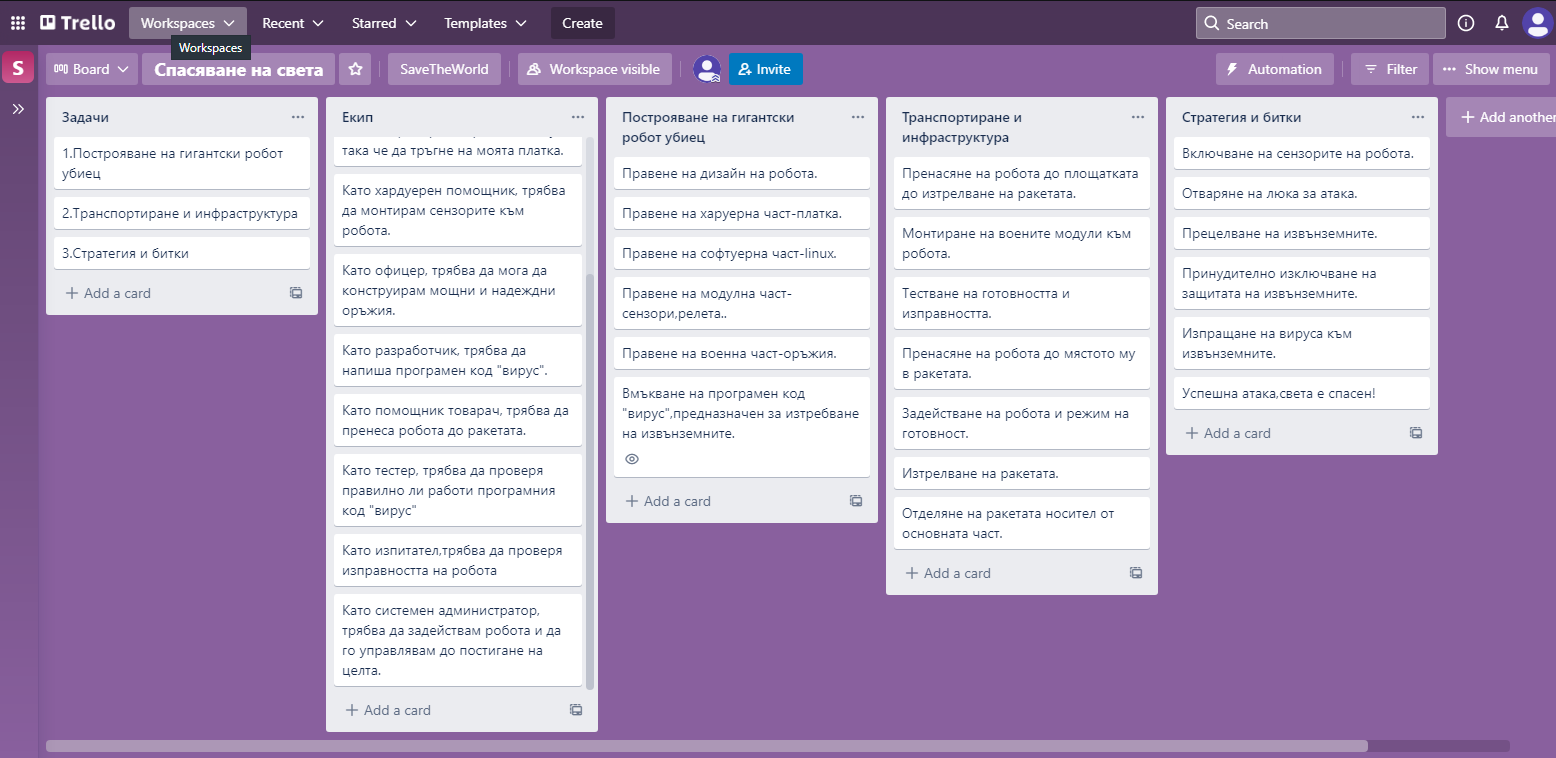 Trello
Workspaces
Recent
Starred
Templates
Create
Search
Workspaces
S
Board
Спасяване на света
SaveTheWorld
Workspace visible
Invite
Automation
Filter
Show menu
Задачи
1.Построяване на гигантски робот
убиец
2.Транспортиране и инфраструктура
3.Стратегия и битки
Add a card
Екип
така че да тръгне на моята платка.
Като хардуерен помощник, трябва
да монтирам сензорите към
робота.
Като офицер, трябва да мога да
конструирам мощни и надеждни
оръжия.
Като разработчик, трябва да
напиша програмен код "вирус".
Като помощник товарач, трябва да
пренеса робота до ракетата.
Като тестер, трябва да проверя
правилно ли работи програмния
код "вирус"
Като изпитател,трябва да проверя
изправността на робота
Като системен администратор,
трябва да задействам робота и да
го управлявам до постигане на
целта.
Add a card
Построяване на гигантски
робот убиец
Правене на дизайн на робота.
Правене на харуерна част-платка.
Правене на софтуерна част-linux.
Правене на модулна част-
сензори,релета..
Правене на военна част-оръжия.
Вмъкване на програмен код
"вирус",предназначен за изтребване
на извънземните.
Add a card
Транспортиране и
инфраструктура
Пренасяне на робота до площатката
до изтрелване на ракетата.
Монтиране на воените модули към
робота.
Тестване на готовността и
изправността.
Пренасяне на робота до мястото му
в ракетата.
Задействане на робота и режим на
готовност.
Изтрелване на ракетата.
Отделяне на ракетата носител от
основната част.
Add a card
Стратегия и битки
Включване на сензорите на робота.
Отваряне на люка за атака.
Прецелване на извънземните.
Принудително изключване на
защитата на извънземните.
Изпращане на вируса към
извънземните.
Успешна атака,света е спасен!
Add a card
Add another